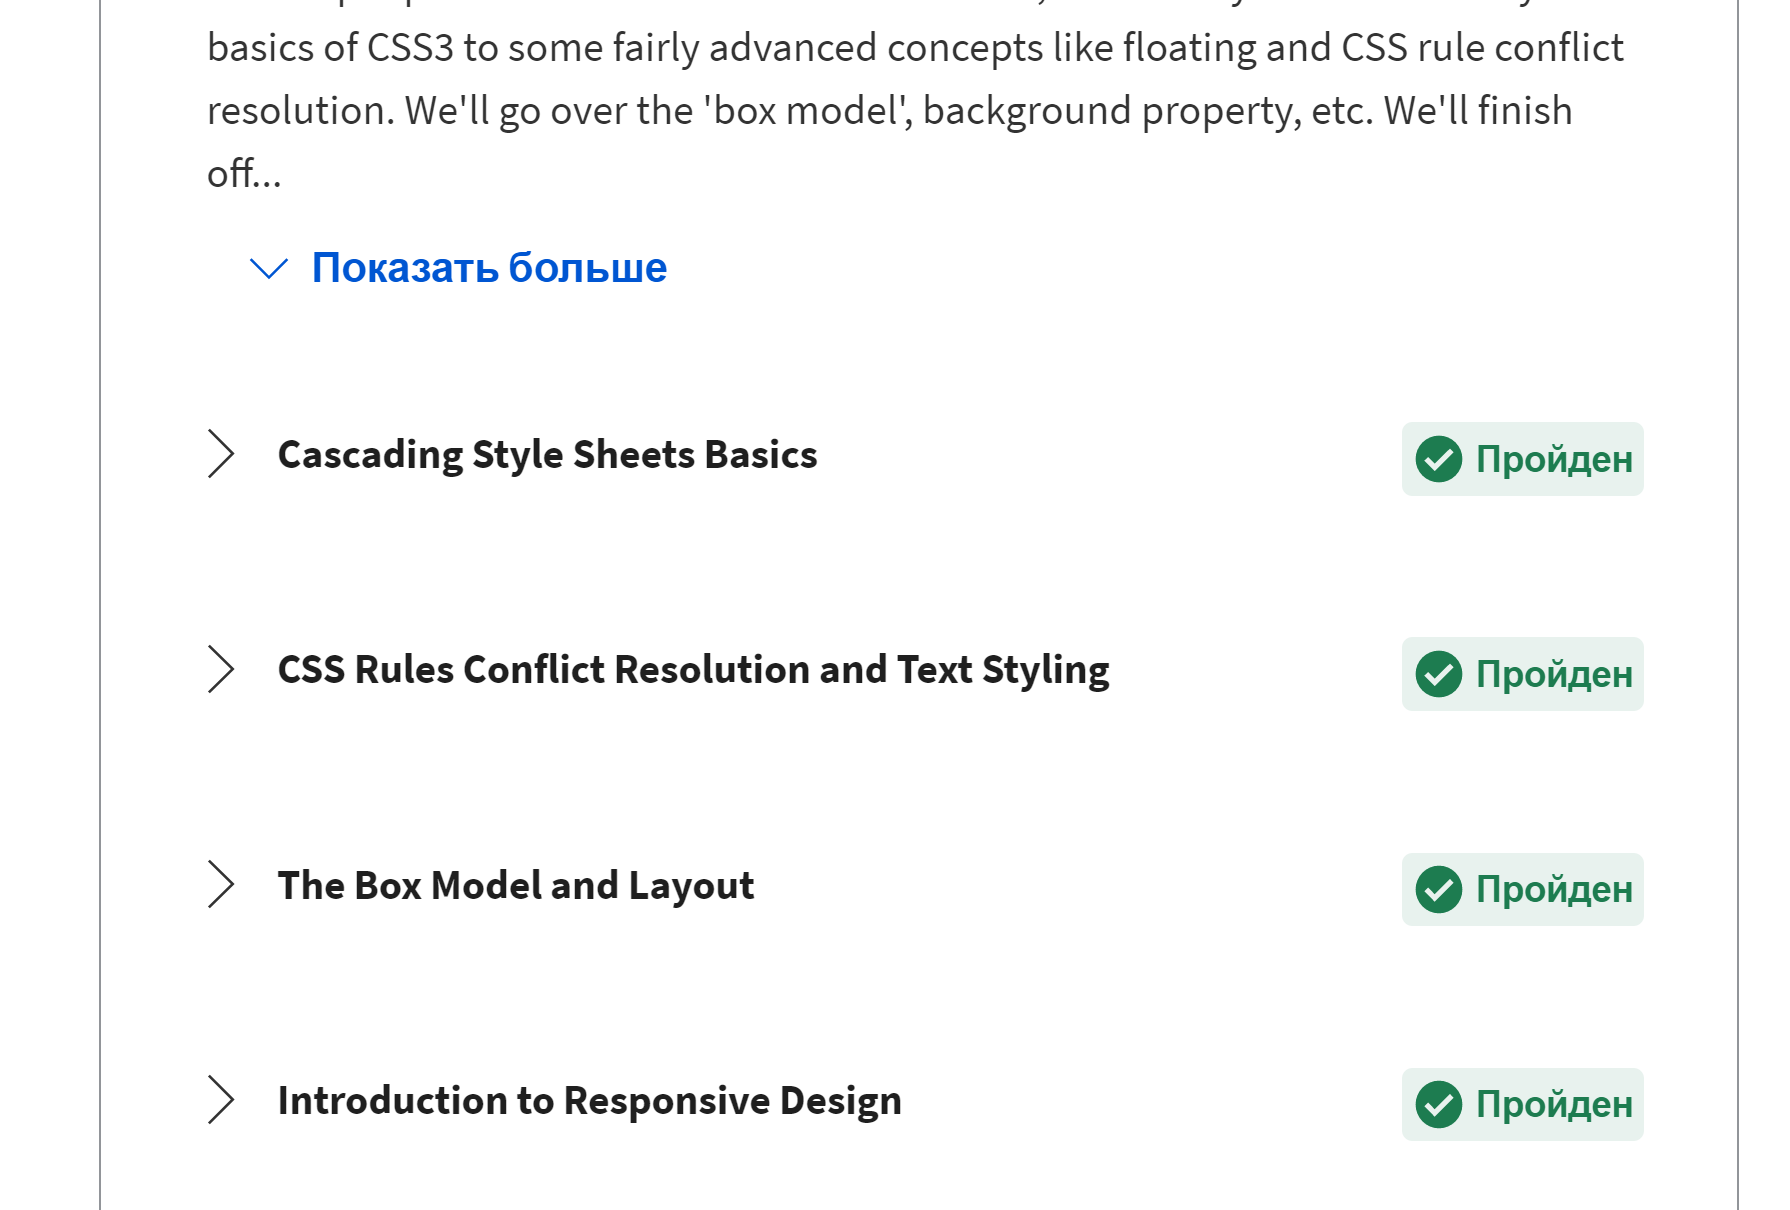 basics of CSS3 to some fairly advanced concepts like floating and CSS rule conflict
resolution. We'll go over the 'box model', background property, etc. We'll finish
off...
Показать больше
Cascading Style Sheets Basics
Пройден
CSS Rules Conflict Resolution and Text Styling
Пройден
The Box Model and Layout
Пройден
Introduction to Responsive Design
Пройден